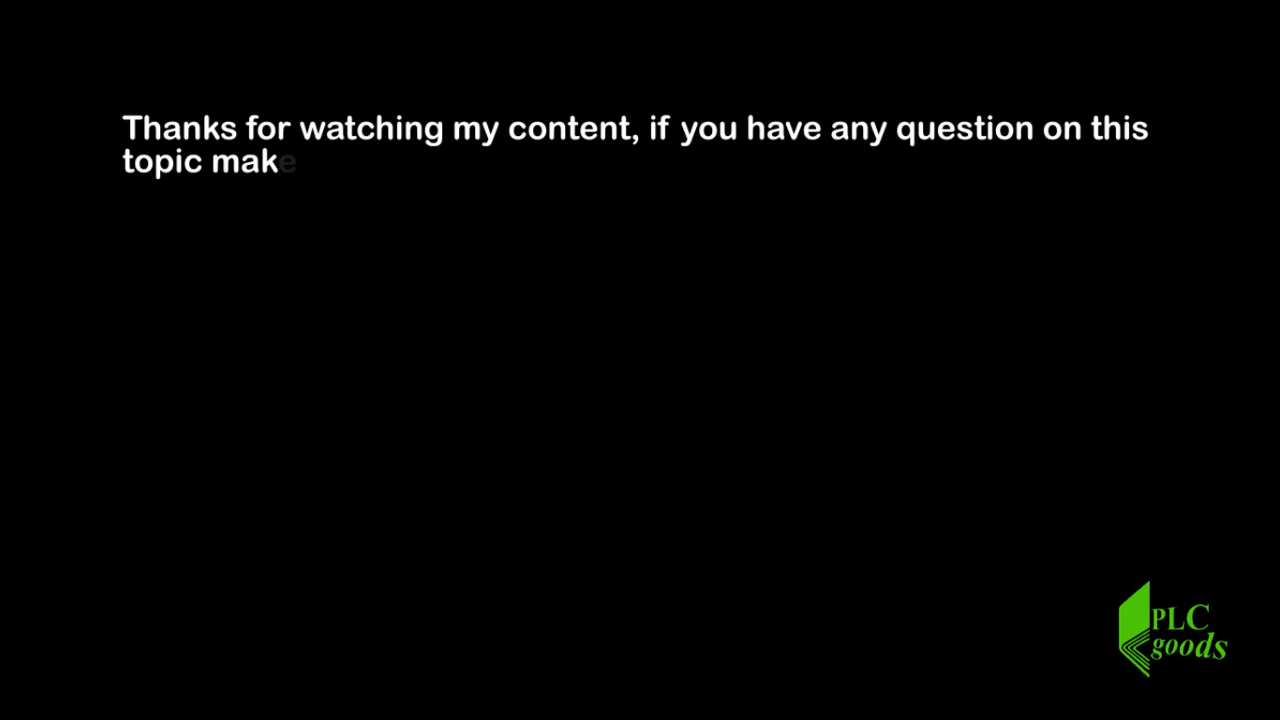 Thanks for watching my content, if you have any question on this
topic make
PLC
goods